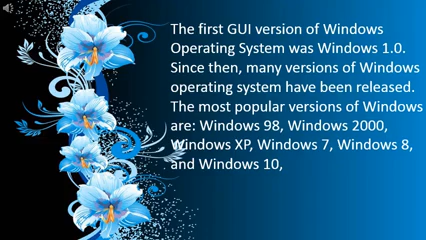 The first GUI version of Windows
Operating System was Windows 1.0.
Since then, many versions of Windows
operating system have been released.
The most popular versions of Windows
are: Windows 98, Windows 2000,
Windows XP, Windows 7, Windows 8,
and Windows 10,